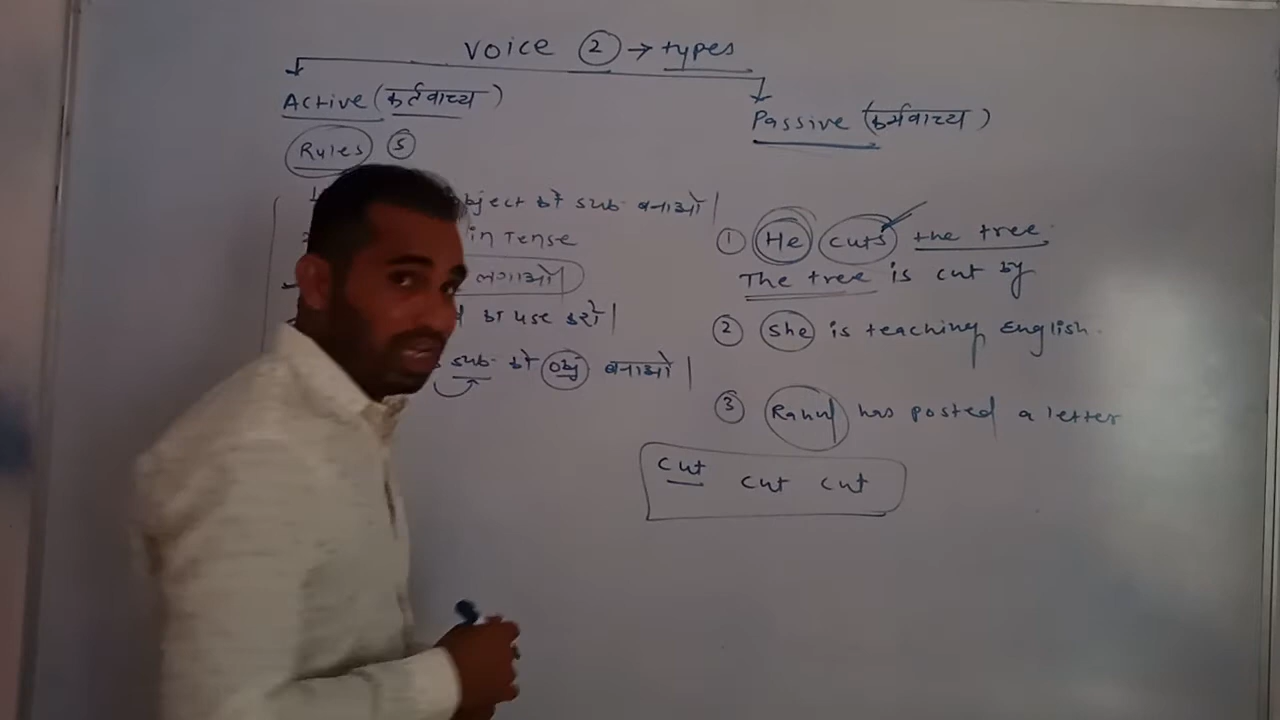 Voice ② → types
Active (कर्तवाच्य)
Passive (कर्मवाच्य)
Rules ⑤
object को sub. बनाओ|
in Tense
लगाओ|
का use करो|
sub. को obj बनाओ|
① He cuts the tree.
The tree is cut by
② She is teaching English.
③ Rahul has posted a letter
cut cut cut